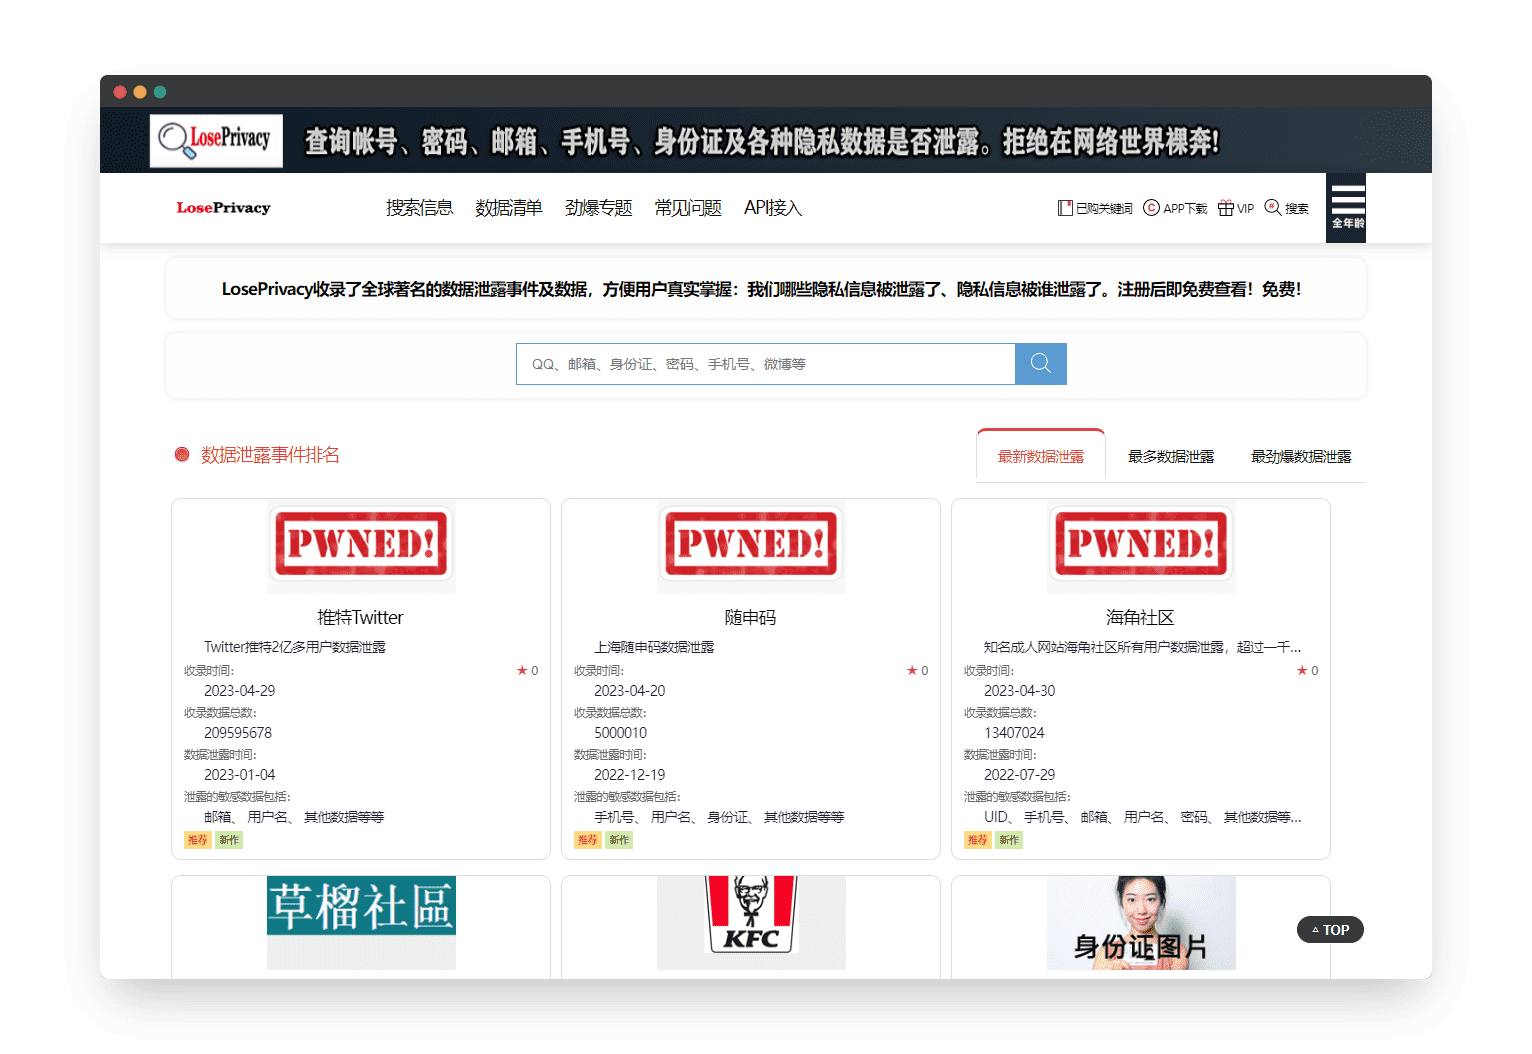 LosePrivacy
查询帐号、密码、邮箱、手机号、身份证及各种隐私数据是否泄露。拒绝在网络世界裸奔!
LosePrivacy 搜索信息 数据清单 劲爆专题 常见问题 API接入 已购关键词 APP下载 VIP 搜索
全年龄
LosePrivacy收录了全球著名的数据泄露事件及数据，方便用户真实掌握：我们哪些隐私信息被泄露了、隐私信息被谁泄露了。注册后即免费查看！免费！
QQ、邮箱、身份证、密码、手机号、微博等
数据泄露事件排名
最新数据泄露 最多数据泄露 最劲爆数据泄露
PWNED!
推特Twitter
Twitter推特2亿多用户数据泄露
收录时间：
★ 0
2023-04-29
收录数据总数：
209595678
数据泄露时间：
2023-01-04
泄露的敏感数据包括：
邮箱、 用户名、 其他数据等等
推荐 新作
PWNED!
随申码
上海随申码数据泄露
收录时间：
★ 0
2023-04-20
收录数据总数：
5000010
数据泄露时间：
2022-12-19
泄露的敏感数据包括：
手机号、 用户名、 身份证、 其他数据等等
推荐 新作
PWNED!
海角社区
知名成人网站海角社区所有用户数据泄露，超过一千...
收录时间：
★ 0
2023-04-30
收录数据总数：
13407024
数据泄露时间：
2022-07-29
泄露的敏感数据包括：
UID、 手机号、 邮箱、 用户名、 密码、 其他数据等...
推荐 新作
草榴社區
KFC
身份证图片
TOP